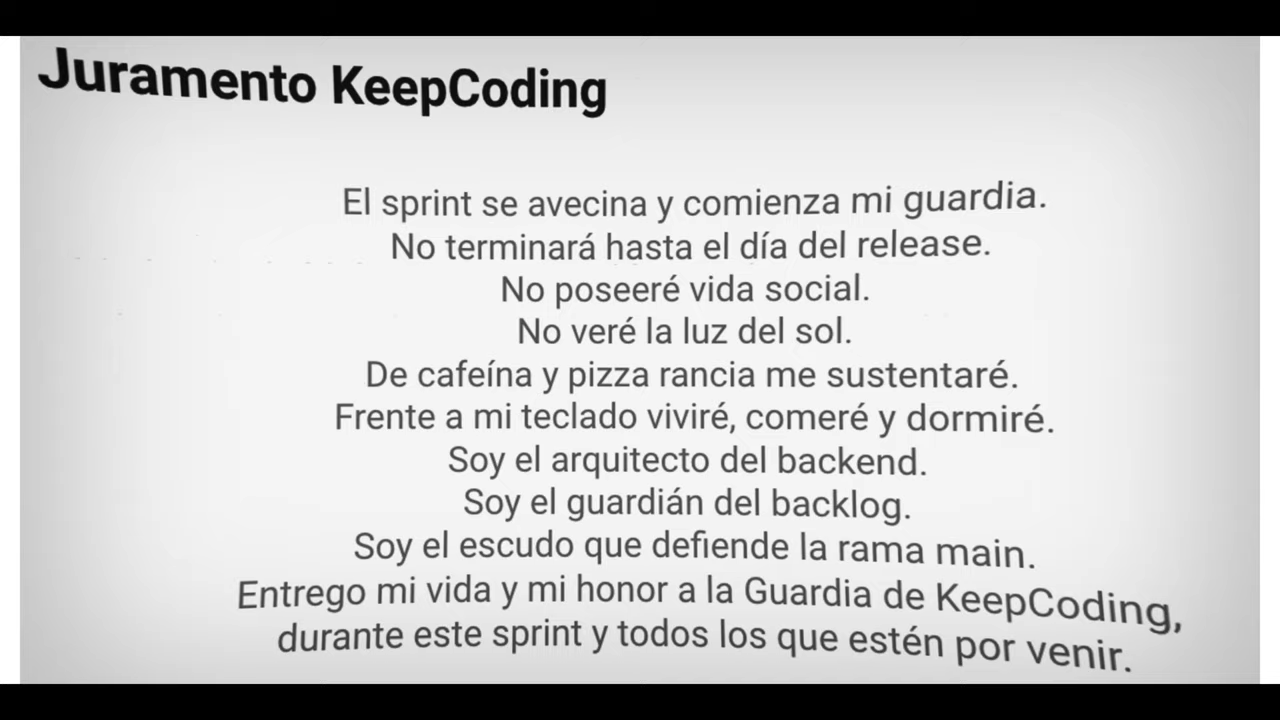 Juramento KeepCoding
El sprint se avecina y comienza mi guardia.
No terminará hasta el día del release.
No poseeré vida social.
No veré la luz del sol.
De cafeína y pizza rancia me sustentaré.
Frente a mi teclado viviré, comeré y dormiré.
Soy el arquitecto del backend.
Soy el guardián del backlog.
Soy el escudo que defiende la rama main.
Entrego mi vida y mi honor a la Guardia de KeepCoding,
durante este sprint y todos los que estén por venir.